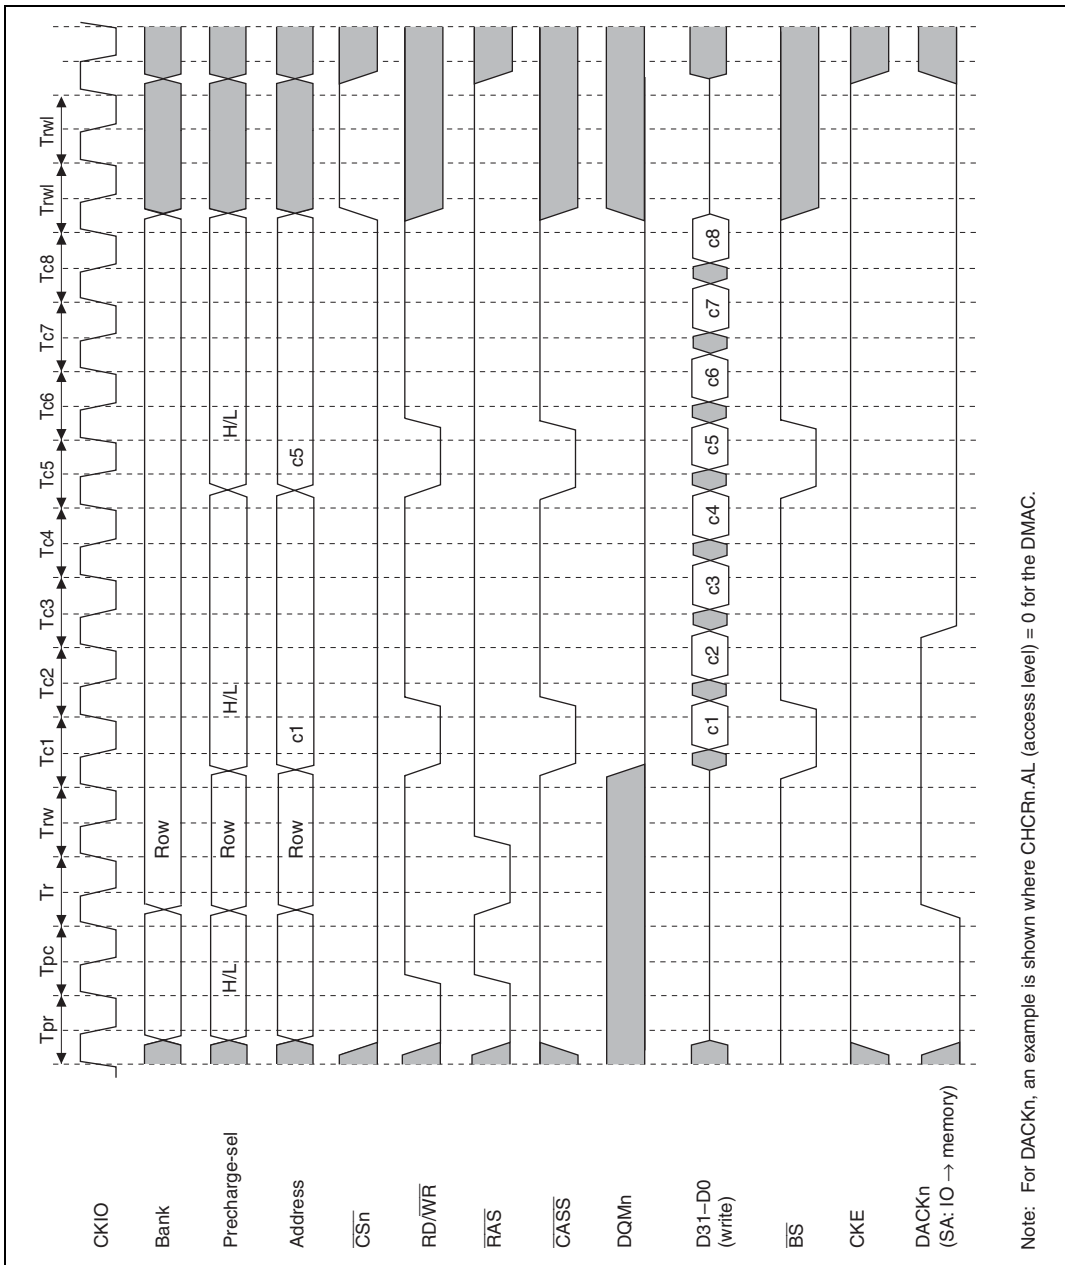 Tpr Tpc Tr Trw Tc1 Tc2 Tc3 Tc4 Tc5 Tc6 Tc7 Tc8 Trwl Trwl
CKIO
Bank Row
Precharge-sel H/L Row H/L H/L
Address Row c1 c5
CSn
RD/WR
RAS
CASS
DQMn
D31–D0
(write) c1 c2 c3 c4 c5 c6 c7 c8
BS
CKE
DACKn
(SA: IO → memory)
Note: For DACKn, an example is shown where CHCRn.AL (access level) = 0 for the DMAC.